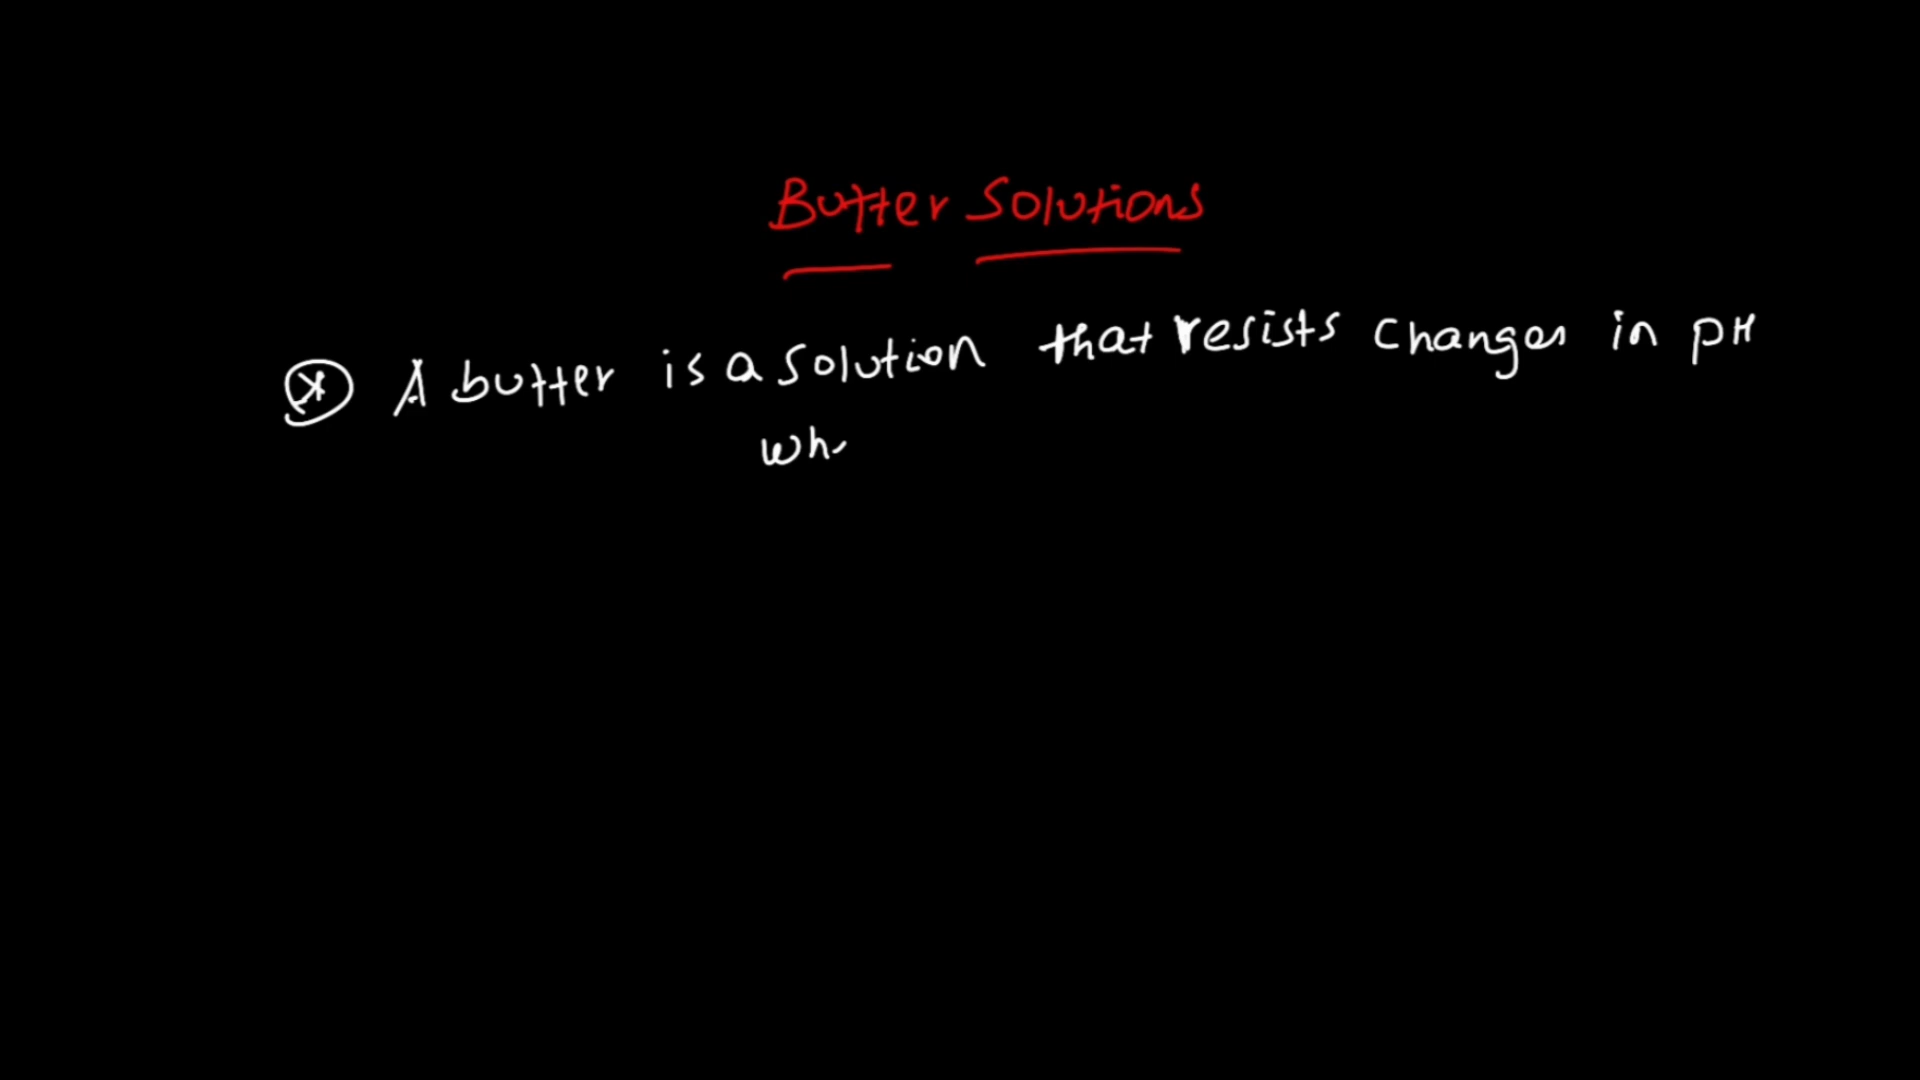 Buffer Solutions
⊛ A buffer is a solution that resists changes in pH
wh